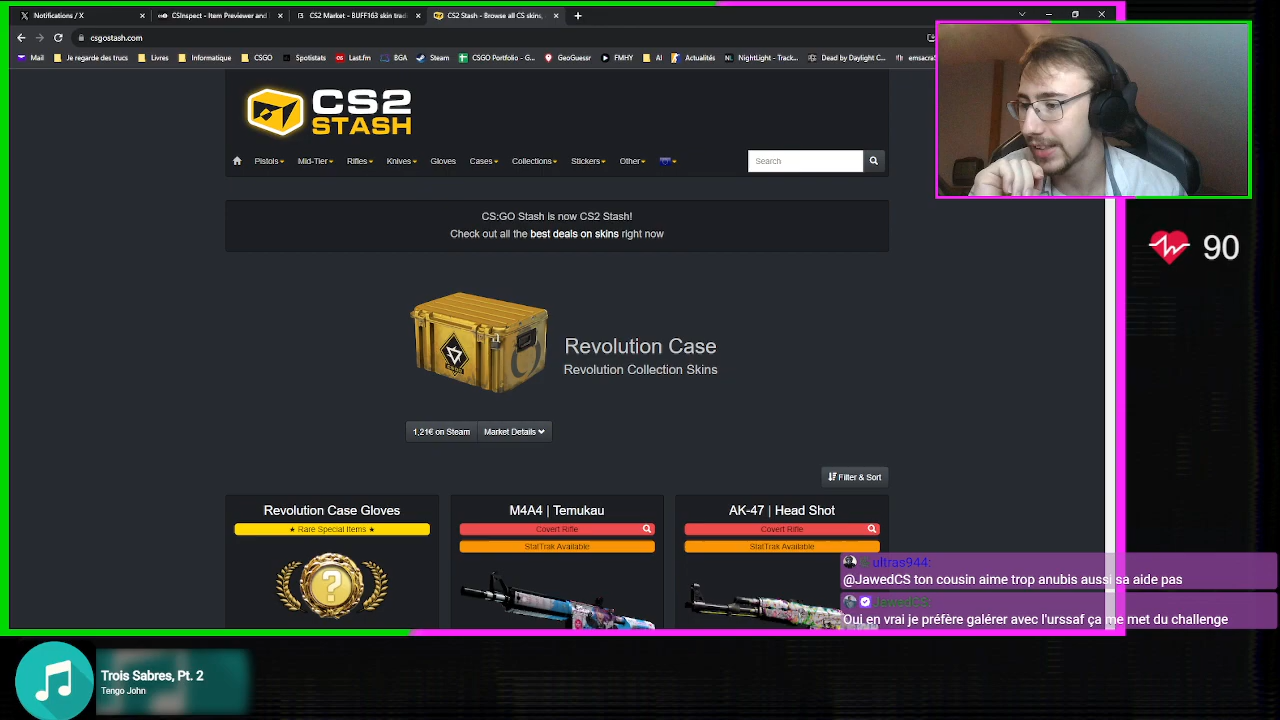 Notifications / X
CSInspect - Item Previewer and
CS2 Market - BUFF163 skin trad
CS2 Stash - Browse all CS skins,
csgostash.com
Mail
Je regarde des trucs
Livres
Informatique
CSGO
Spotistats
Last.fm
BGA
Steam
CSGO Portfolio - G...
GeoGuessr
FMHY
AI
Actualités
NightLight - Track...
Dead by Daylight C...
CS2
STASH
Pistols
Mid-Tier
Rifles
Knives
Gloves
Cases
Collections
Stickers
Other
Search
CS:GO Stash is now CS2 Stash!
Check out all the best deals on skins right now
90
Revolution Case
Revolution Collection Skins
1,21€ on Steam
Market Details
Filter & Sort
Revolution Case Gloves
★ Rare Special Items ★
M4A4 | Temukau
Covert Rifle
StatTrak Available
AK-47 | Head Shot
Covert Rifle
StatTrak Available
ultras944:
@JawedCS ton cousin aime trop anubis aussi sa aide pas
JawedCS:
Oui en vrai je préfère galérer avec l'urssaf ça me met du challenge
Trois Sabres, Pt. 2
Tengo John